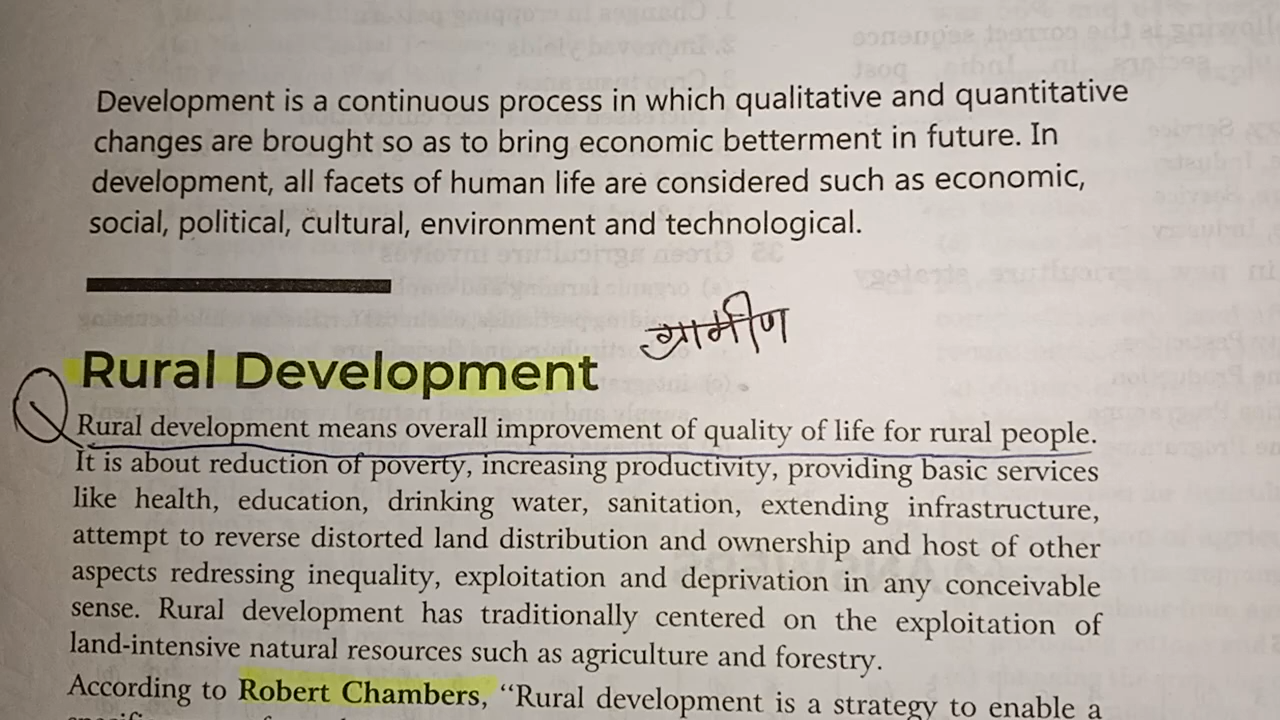 Development is a continuous process in which qualitative and quantitative
changes are brought so as to bring economic betterment in future. In
development, all facets of human life are considered such as economic,
social, political, cultural, environment and technological.
ग्रामीण
Rural Development
Q
Rural development means overall improvement of quality of life for rural people.
It is about reduction of poverty, increasing productivity, providing basic services
like health, education, drinking water, sanitation, extending infrastructure,
attempt to reverse distorted land distribution and ownership and host of other
aspects redressing inequality, exploitation and deprivation in any conceivable
sense. Rural development has traditionally centered on the exploitation of
land-intensive natural resources such as agriculture and forestry.
According to Robert Chambers, “Rural development is a strategy to enable a